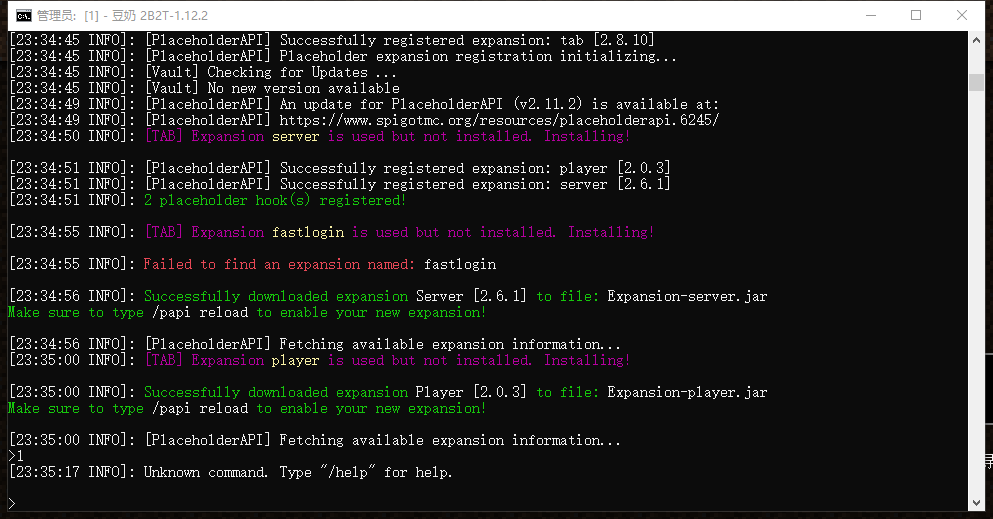 管理员: [1] - 豆奶 2B2T-1.12.2
[23:34:45 INFO]: [PlaceholderAPI] Successfully registered expansion: tab [2.8.10]
[23:34:45 INFO]: [PlaceholderAPI] Placeholder expansion registration initializing...
[23:34:45 INFO]: [Vault] Checking for Updates ...
[23:34:48 INFO]: [Vault] No new version available
[23:34:49 INFO]: [PlaceholderAPI] An update for PlaceholderAPI (v2.11.2) is available at:
[23:34:49 INFO]: [PlaceholderAPI] https://www.spigotmc.org/resources/placeholderapi.6245/
[23:34:50 INFO]: [TAB] Expansion server is used but not installed. Installing!
[23:34:51 INFO]: [PlaceholderAPI] Successfully registered expansion: player [2.0.3]
[23:34:51 INFO]: [PlaceholderAPI] Successfully registered expansion: server [2.6.1]
[23:34:51 INFO]: 2 placeholder hook(s) registered!
[23:34:55 INFO]: [TAB] Expansion fastlogin is used but not installed. Installing!
[23:34:55 INFO]: Failed to find an expansion named: fastlogin
[23:34:56 INFO]: Successfully downloaded expansion Server [2.6.1] to file: Expansion-server.jar
Make sure to type /papi reload to enable your new expansion!
[23:34:56 INFO]: [PlaceholderAPI] Fetching available expansion information...
[23:35:00 INFO]: [TAB] Expansion player is used but not installed. Installing!
[23:35:00 INFO]: Successfully downloaded expansion Player [2.0.3] to file: Expansion-player.jar
Make sure to type /papi reload to enable your new expansion!
[23:35:00 INFO]: [PlaceholderAPI] Fetching available expansion information...
>1
[23:35:17 INFO]: Unknown command. Type "/help" for help.
>